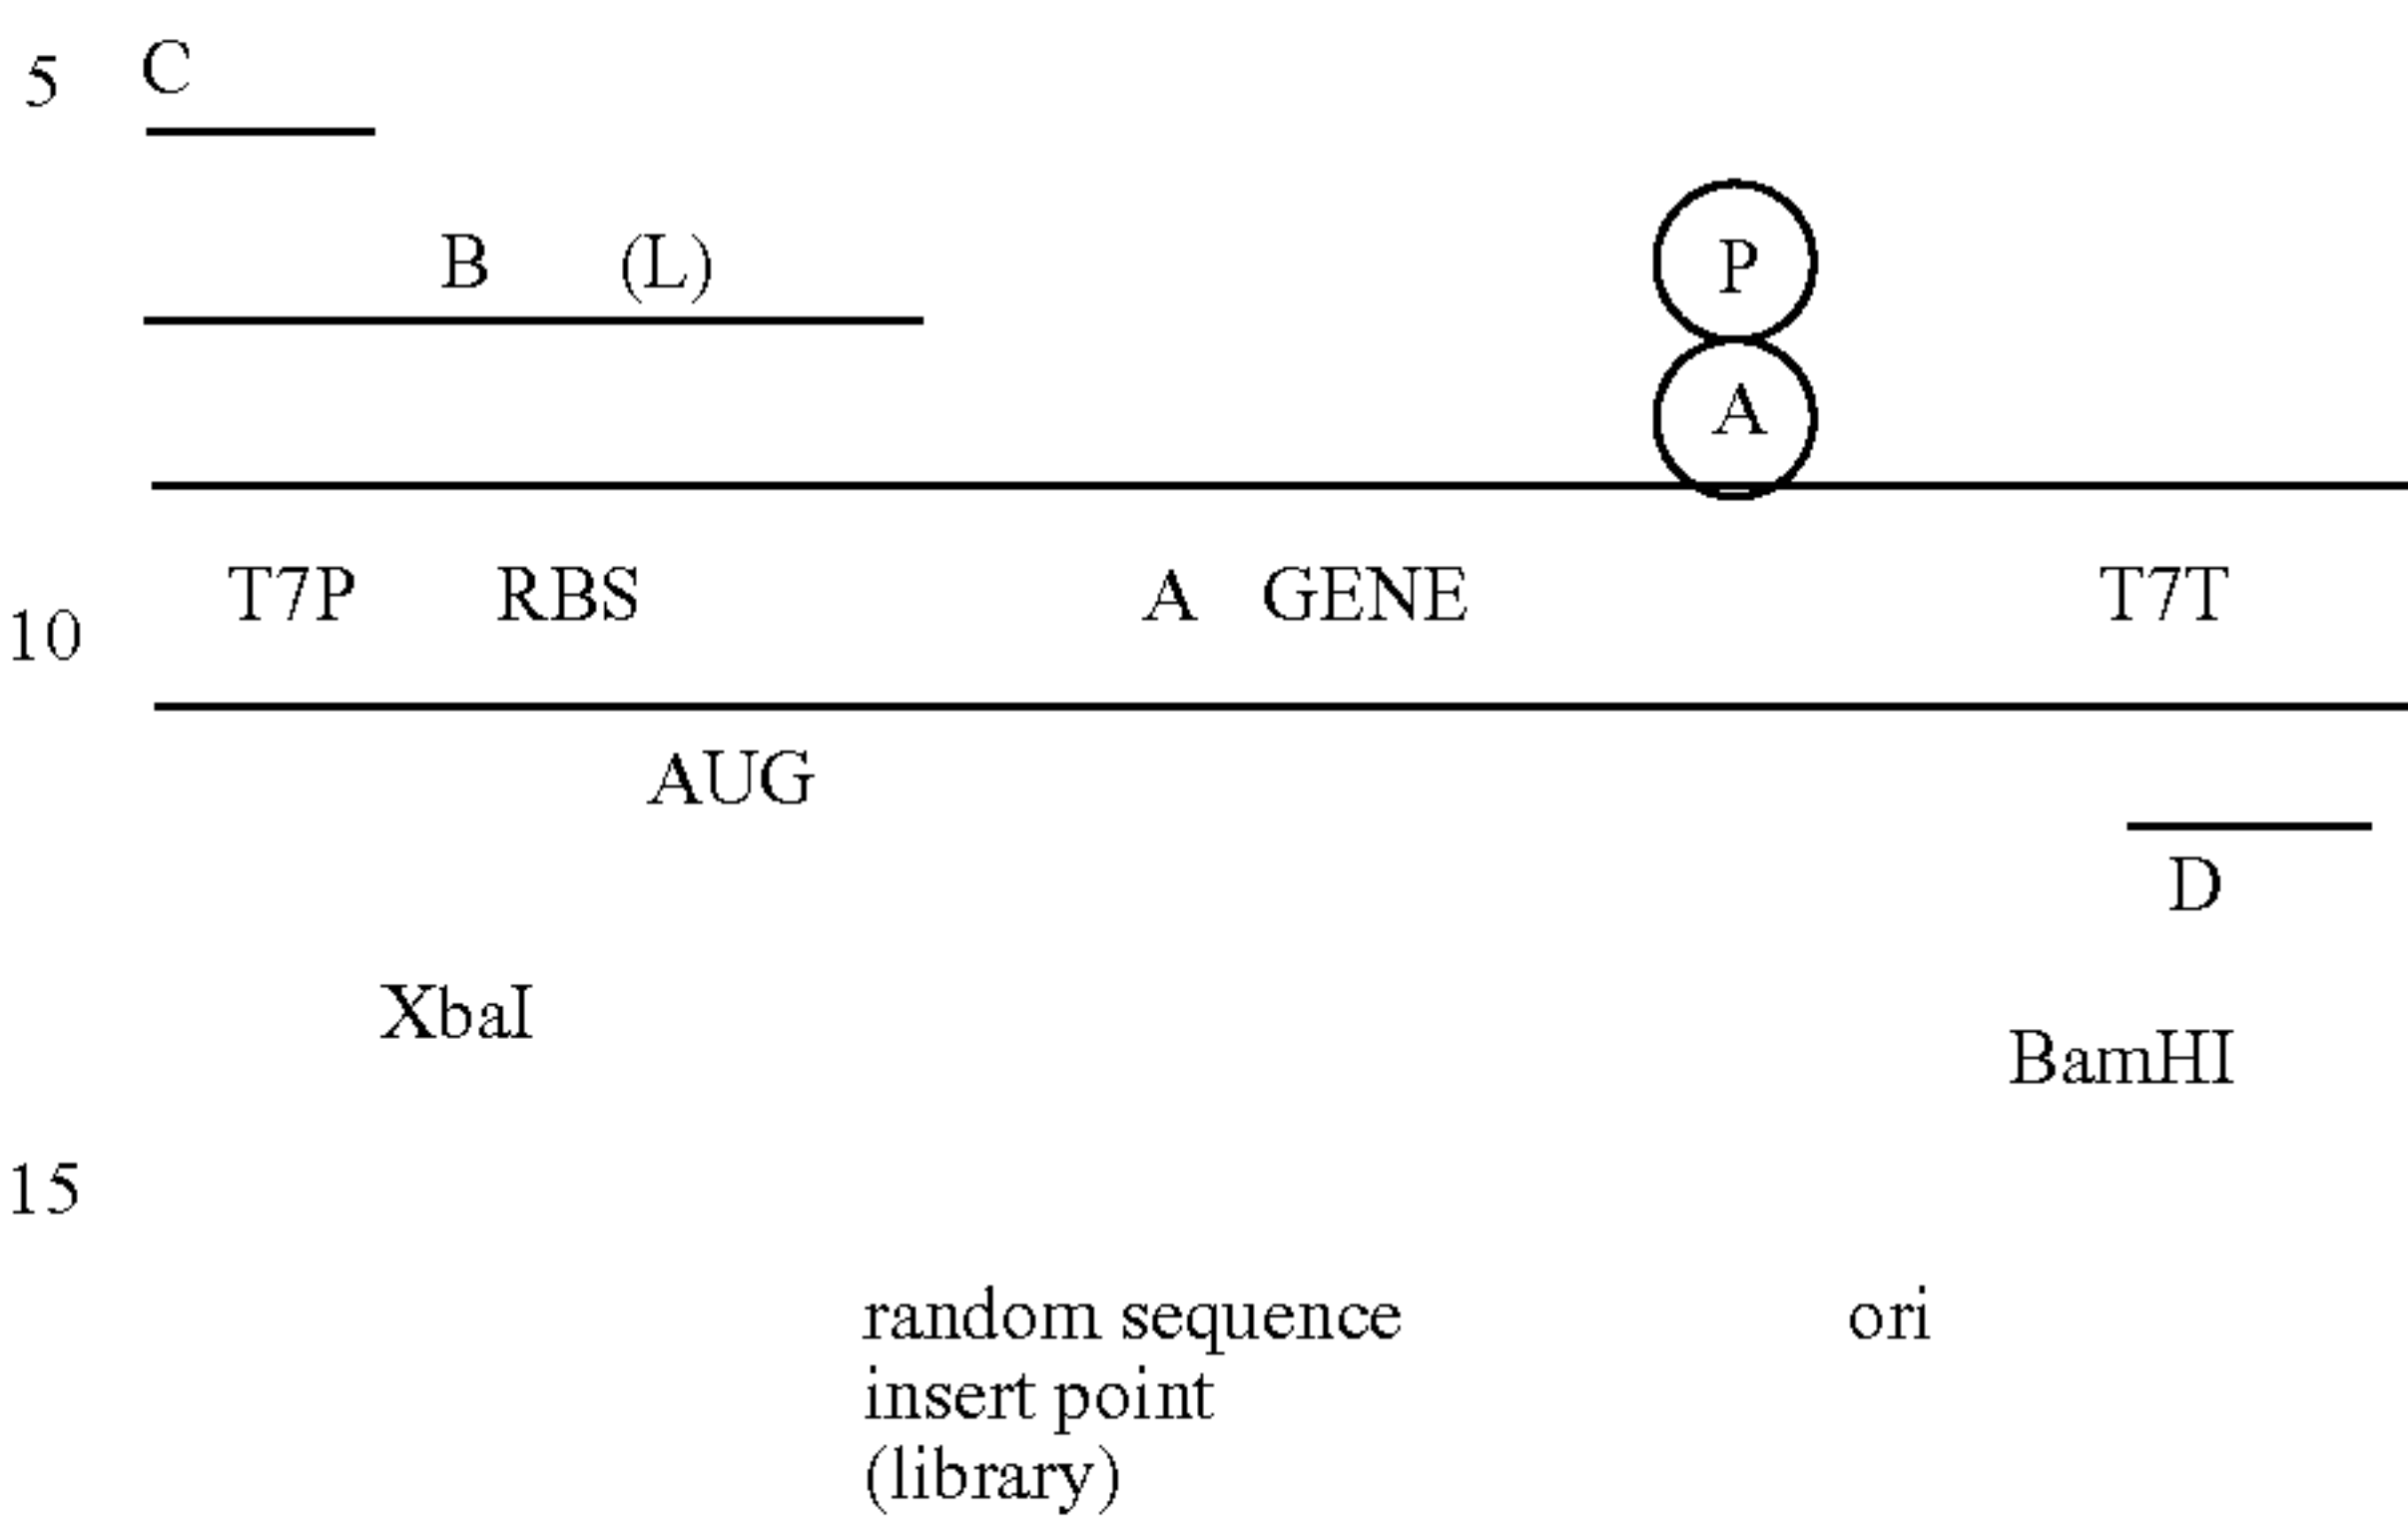 5 C
B (L)
P
A
T7P RBS A GENE T7T
10
AUG
D
XbaI
BamHI
15
random sequence ori
insert point
(library)